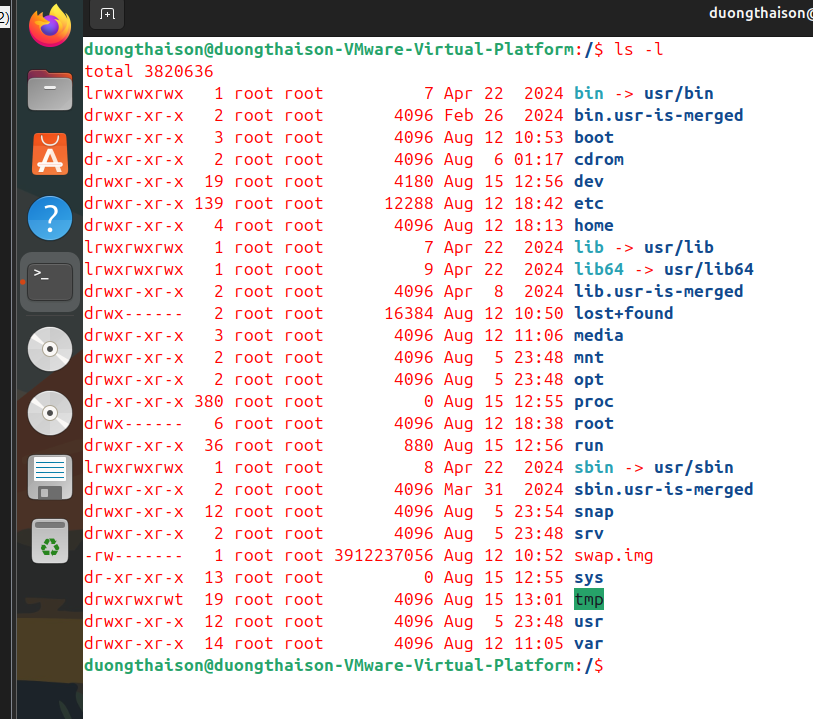 2)
duongthaison@
duongthaison@duongthaison-VMware-Virtual-Platform:/$ ls -l
total 3820636
lrwxrwxrwx   1 root root          7 Apr 22  2024 bin -> usr/bin
drwxr-xr-x   2 root root       4096 Feb 26  2024 bin.usr-is-merged
drwxr-xr-x   3 root root       4096 Aug 12 10:53 boot
dr-xr-xr-x   2 root root       4096 Aug  6 01:17 cdrom
drwxr-xr-x  19 root root       4180 Aug 15 12:56 dev
drwxr-xr-x 139 root root      12288 Aug 12 18:42 etc
drwxr-xr-x   4 root root       4096 Aug 12 18:13 home
lrwxrwxrwx   1 root root          7 Apr 22  2024 lib -> usr/lib
lrwxrwxrwx   1 root root          9 Apr 22  2024 lib64 -> usr/lib64
drwxr-xr-x   2 root root       4096 Apr  8  2024 lib.usr-is-merged
drwx------   2 root root      16384 Aug 12 10:50 lost+found
drwxr-xr-x   3 root root       4096 Aug 12 11:06 media
drwxr-xr-x   2 root root       4096 Aug  5 23:48 mnt
drwxr-xr-x   2 root root       4096 Aug  5 23:48 opt
dr-xr-xr-x 380 root root          0 Aug 15 12:55 proc
drwx------   6 root root       4096 Aug 12 18:38 root
drwxr-xr-x  36 root root        880 Aug 15 12:56 run
lrwxrwxrwx   1 root root          8 Apr 22  2024 sbin -> usr/sbin
drwxr-xr-x   2 root root       4096 Mar 31  2024 sbin.usr-is-merged
drwxr-xr-x  12 root root       4096 Aug  5 23:54 snap
drwxr-xr-x   2 root root       4096 Aug  5 23:48 srv
-rw-------   1 root root 3912237056 Aug 12 10:52 swap.img
dr-xr-xr-x  13 root root          0 Aug 15 12:55 sys
drwxrwxrwt  19 root root       4096 Aug 15 13:01 tmp
drwxr-xr-x  12 root root       4096 Aug  5 23:48 usr
drwxr-xr-x  14 root root       4096 Aug 12 11:05 var
duongthaison@duongthaison-VMware-Virtual-Platform:/$